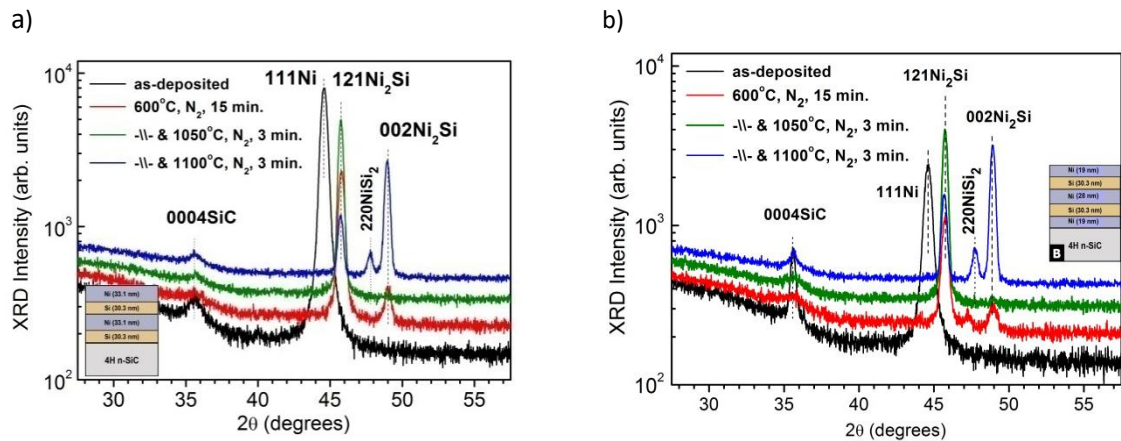 a)
10⁴
10³
10²
XRD Intensity (arb. units)
as-deposited
600°C, N₂, 15 min.
-\\- & 1050°C, N₂, 3 min.
-\\- & 1100°C, N₂, 3 min.
111Ni
121Ni₂Si
002Ni₂Si
220NiSi₂
0004SiC
Ni (33.1 nm)
Si (30.3 nm)
Ni (33.1 nm)
Si (30.3 nm)
4H n-SiC
30 35 40 45 50 55
2θ (degrees)
b)
10⁴
10³
10²
XRD Intensity (arb. units)
as-deposited
600°C, N₂, 15 min.
-\\- & 1050°C, N₂, 3 min.
-\\- & 1100°C, N₂, 3 min.
121Ni₂Si
002Ni₂Si
111Ni
220NiSi₂
0004SiC
Ni (19 nm)
Si (30.3 nm)
Ni (28 nm)
Si (30.3 nm)
Ni (19 nm)
4H n-SiC
B
30 35 40 45 50 55
2θ (degrees)